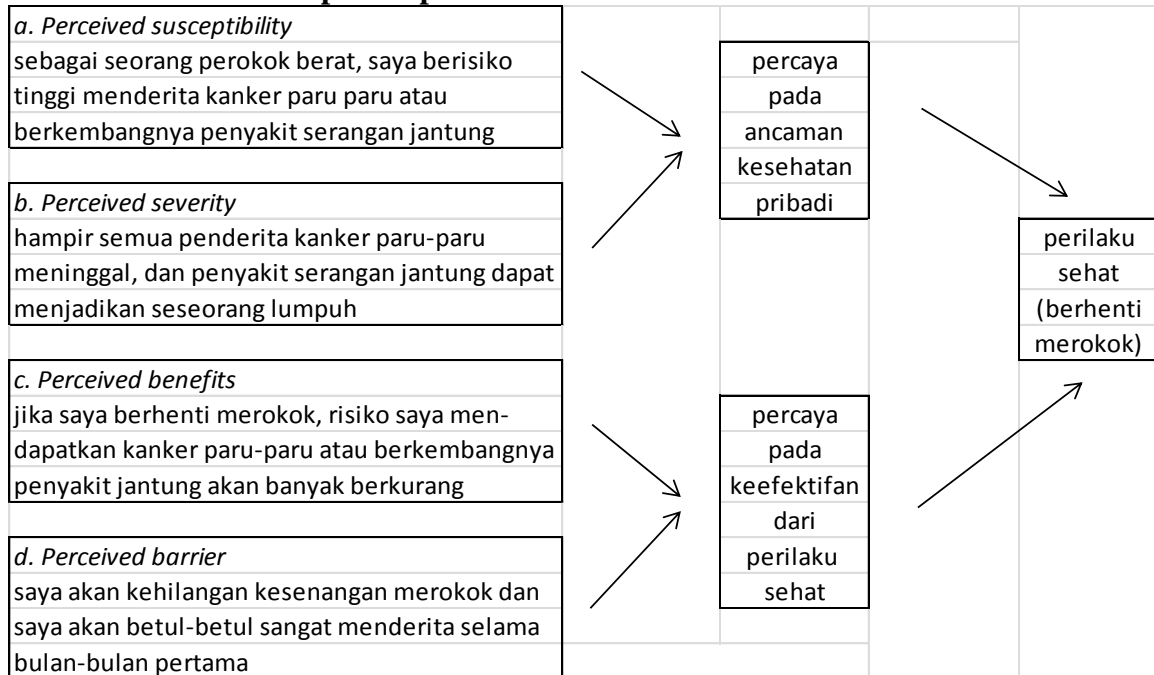 a. Perceived susceptibility
sebagai seorang perokok berat, saya berisiko
tinggi menderita kanker paru paru atau
berkembangnya penyakit serangan jantung
b. Perceived severity
hampir semua penderita kanker paru-paru
meninggal, dan penyakit serangan jantung dapat
menjadikan seseorang lumpuh
c. Perceived benefits
jika saya berhenti merokok, risiko saya men-
dapatkan kanker paru-paru atau berkembangnya
penyakit jantung akan banyak berkurang
d. Perceived barrier
saya akan kehilangan kesenangan merokok dan
saya akan betul-betul sangat menderita selama
bulan-bulan pertama
percaya
pada
ancaman
kesehatan
pribadi
percaya
pada
keefektifan
dari
perilaku
sehat
perilaku
sehat
(berhenti
merokok)